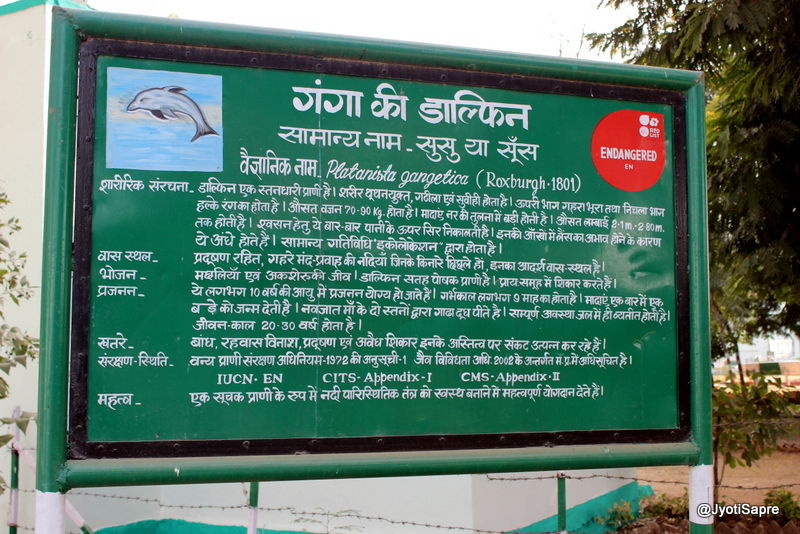 गंगा की डाल्फिन
सामान्य नाम - सुसु या सूँस
वैज्ञानिक नाम - Platanista gangetica (Roxburgh-1801)
RED LIST
ENDANGERED
EN
शारीरिक संरचना - डाल्फिन एक स्तनधारी प्राणी है। शरीर थूथनयुक्त, गठीला एवं सुवीही होता है। ऊपरी भाग गहरा भूरा तथा निचला भाग
हल्के रंग का होता है। औसत वजन 70-90 Kg. होता है। मादाएं नर की तुलना में बड़ी होती है। औसत लम्बाई 2.1m.-2.80m.
तक होती है। श्वसन हेतु ये बार-बार पानी के ऊपर सिर निकालती है। इनकी आँखो में लैंस का अभाव होने के कारण
ये अंधे होते हैं। सामान्य गतिविधि "इकोलोकेशन" द्वारा होता है।
वास स्थल - प्रदूषण रहित, गहरे मंद-प्रवाह की नदियाँ जिनके किनारे छिछले हो, इनका आदर्श वास-स्थल है।
भोजन - मछलियाँ एवं अकशेरुकी जीव। डाल्फिन सतह पोषक प्राणी है। प्राय समूह में शिकार करते हैं।
प्रजनन - ये लगभग 10 वर्ष की आयु में प्रजनन योग्य हो जाते है। गर्भकाल लगभग 9 माह का होता है। मादाएं एक बार में एक
बड़े को जन्म देती है। नवजात माँ के दो स्तनों द्वारा गाढा दूध पीते है। सम्पूर्ण अवस्था जल में ही व्यतीत होती है।
जीवन-काल 20-30 वर्ष होता है।
खतरे - बांध, रहवास विनाश, प्रदूषण एवं अवैध शिकार इनके अस्तित्व पर संकट उत्पन कर रहे हैं।
संरक्षण-स्थिति - वन्य प्राणी संरक्षण अधिनियम-1972 की अनुसूची-1. जैव विविधता अधि. 2002 के अन्तर्गत म.प्र. में अधिसूचित है।
IUCN- EN CITS-Appendix-I CMS-Appendix-II
महत्व - एक सूचक प्राणी के रुप में नदी पारिस्थितिक तंत्र को स्वस्थ बनाने में महत्वपूर्ण योगदान देते हैं।
@JyotiSapre